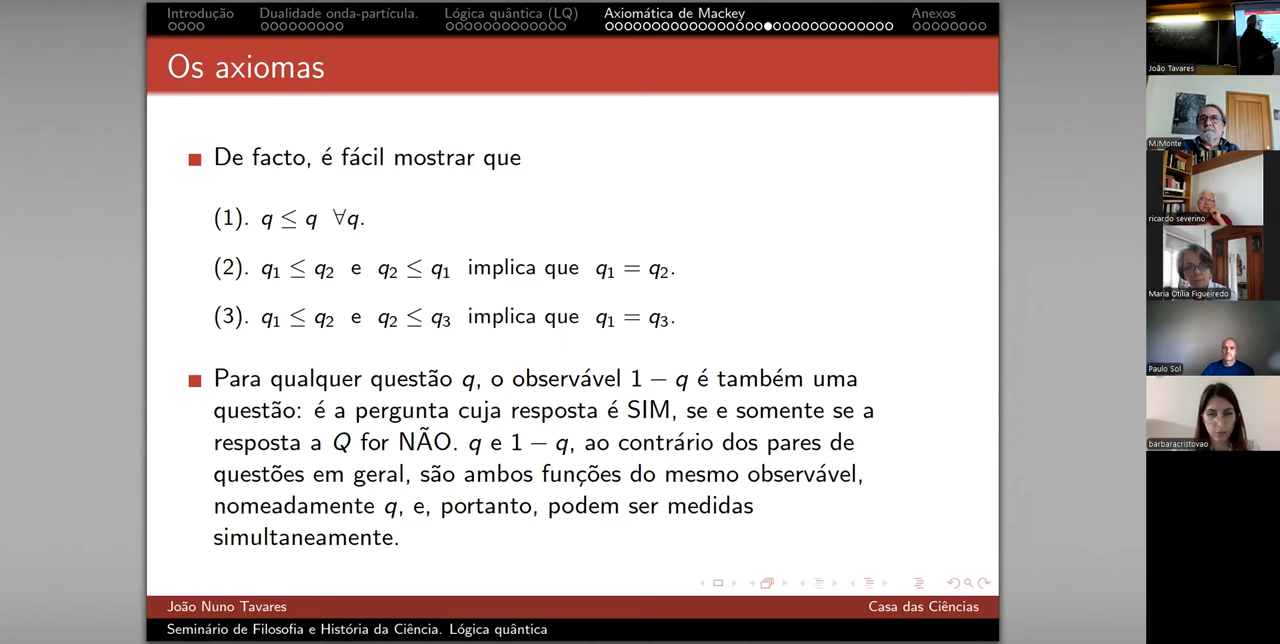 Introdução Dualidade onda-partícula. Lógica quântica (LQ) Axiomática de Mackey Anexos
Os axiomas
De facto, é fácil mostrar que
(1). q ≤ q ∀q.
(2). q₁ ≤ q₂ e q₂ ≤ q₁ implica que q₁ = q₂.
(3). q₁ ≤ q₂ e q₂ ≤ q₃ implica que q₁ = q₃.
Para qualquer questão q, o observável 1 − q é também uma
questão: é a pergunta cuja resposta é SIM, se e somente se a
resposta a Q for NÃO. q e 1 − q, ao contrário dos pares de
questões em geral, são ambos funções do mesmo observável,
nomeadamente q, e, portanto, podem ser medidas
simultaneamente.
João Nuno Tavares Casa das Ciências
Seminário de Filosofia e História da Ciência. Lógica quântica
João Tavares
MJMonte
ricardo severino
Maria Otília Figueiredo
Paulo Sol
barbaracristovao